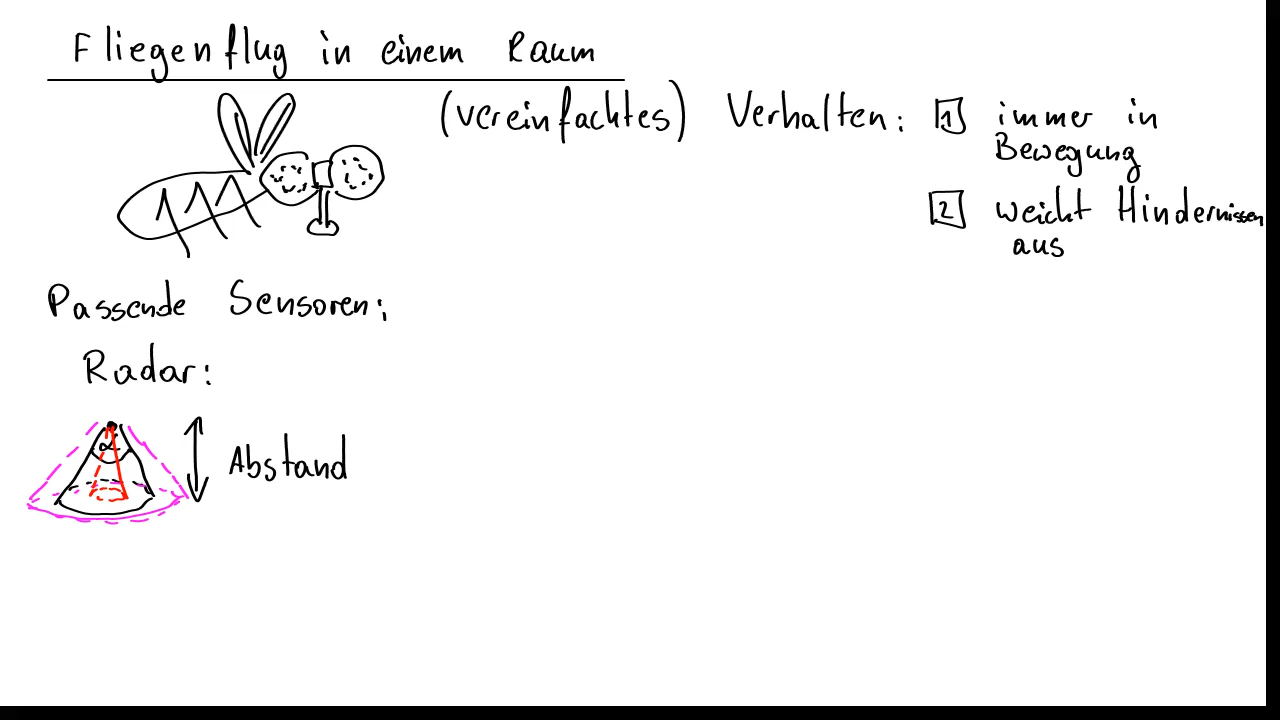 Fliegenflug in einem Raum
(vereinfachtes) Verhalten: 1 immer in
Bewegung
2 weicht Hindernissen
aus
Passende Sensoren:
Radar:
α
Abstand